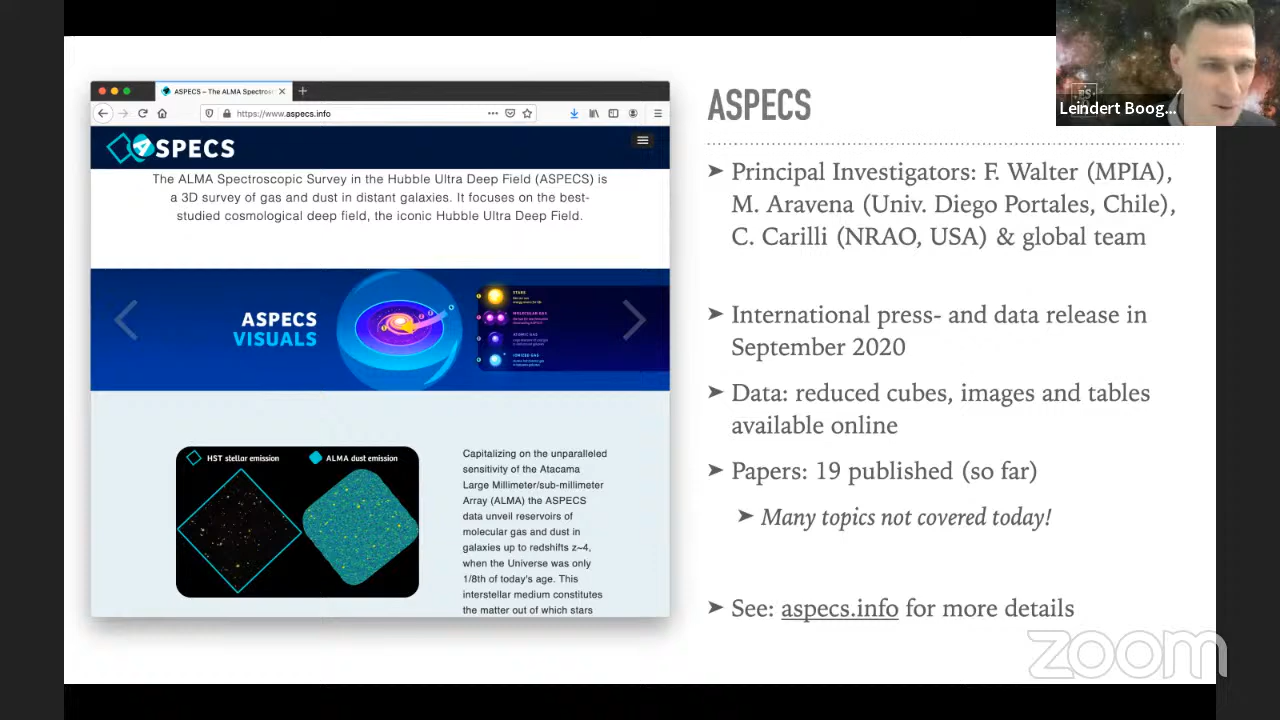 ASPECS – The ALMA Spectros
https://www.aspecs.info
ASPECS
The ALMA Spectroscopic Survey in the Hubble Ultra Deep Field (ASPECS) is
a 3D survey of gas and dust in distant galaxies. It focuses on the best-
studied cosmological deep field, the iconic Hubble Ultra Deep Field.
ASPECS
VISUALS
STARS
MOLECULAR GAS
ATOMIC GAS
IONIZED GAS
HST stellar emission
ALMA dust emission
Capitalizing on the unparalleled
sensitivity of the Atacama
Large Millimeter/sub-millimeter
Array (ALMA) the ASPECS
data unveil reservoirs of
molecular gas and dust in
galaxies up to redshifts z~4,
when the Universe was only
1/8th of today's age. This
interstellar medium constitutes
the matter out of which stars
ASPECS
➤ Principal Investigators: F. Walter (MPIA),
M. Aravena (Univ. Diego Portales, Chile),
C. Carilli (NRAO, USA) & global team
➤ International press- and data release in
September 2020
➤ Data: reduced cubes, images and tables
available online
➤ Papers: 19 published (so far)
➤ Many topics not covered today!
➤ See: aspecs.info for more details
Leindert Boog...
zoom